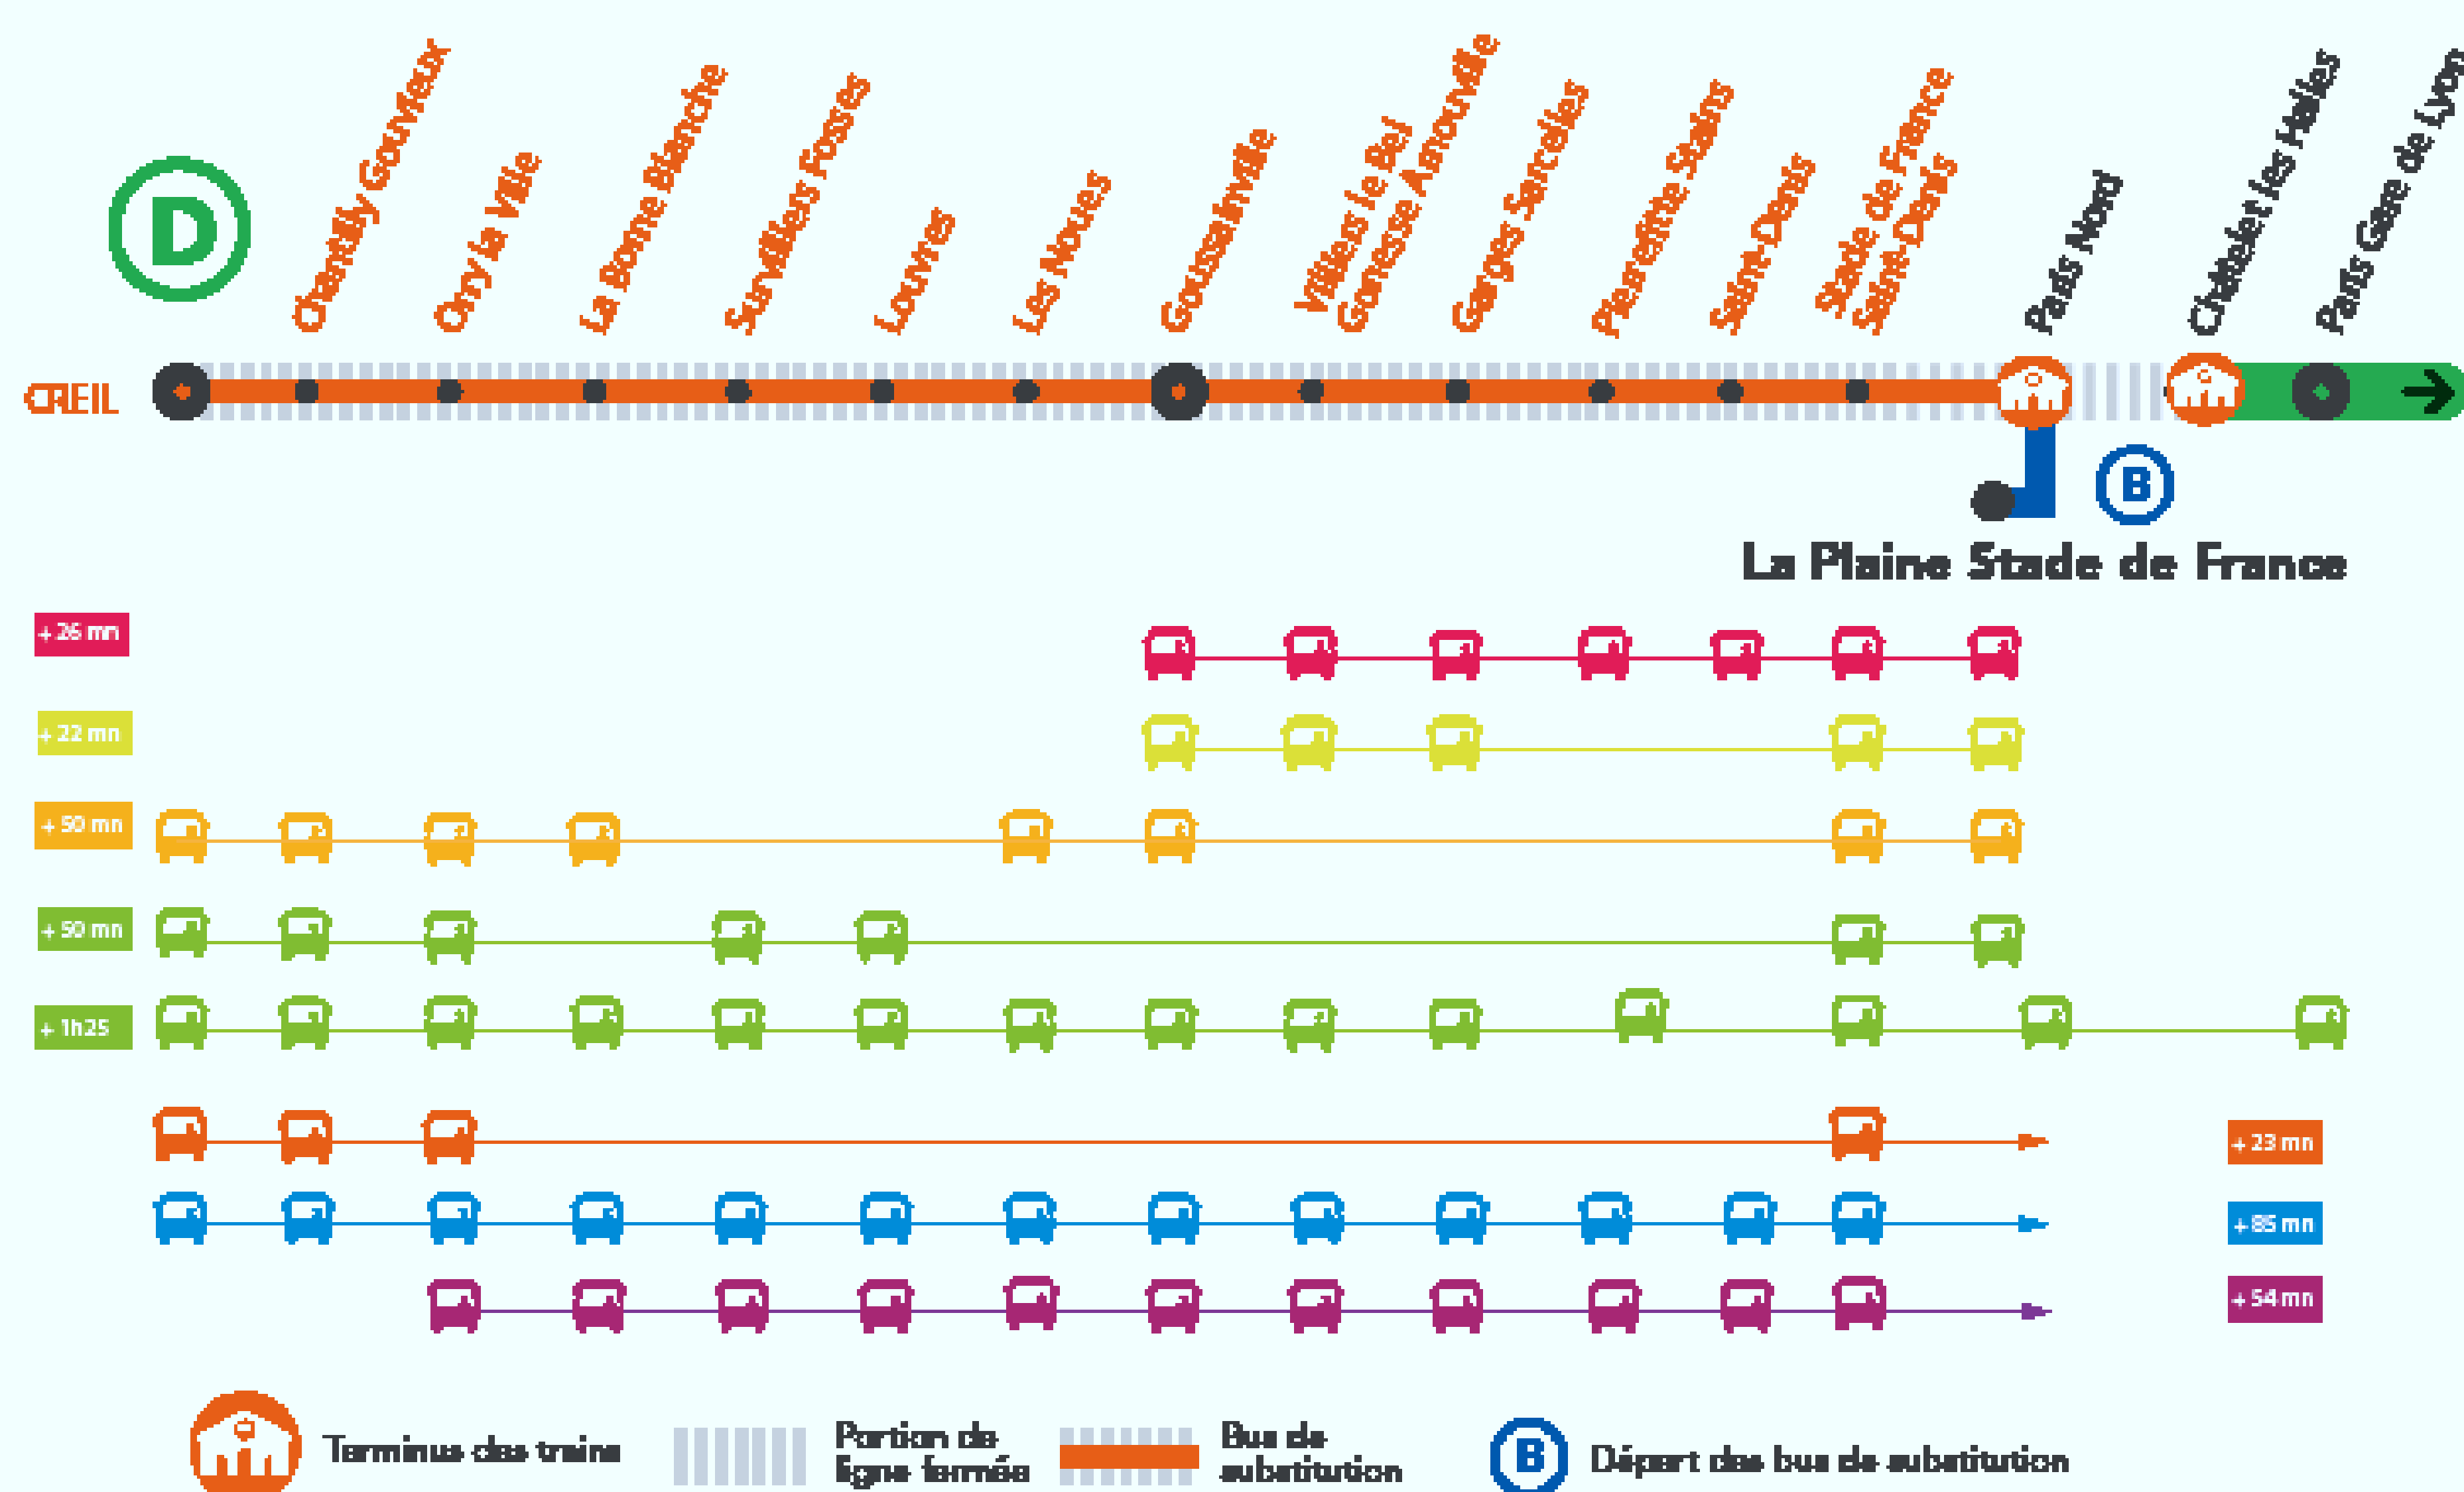 D
Chantilly Gouvieux
Orry la Ville
La Borne Blanche
Survilliers Fosses
Louvres
Les Noues
Goussainville
Villiers le Bel
Gonesse Arnouville
Garges Sarcelles
Pierrefitte Stains
Saint-Denis
Stade de France
Saint-Denis
Paris Nord
Châtelet les Halles
Paris Gare de Lyon
CREIL
B
La Plaine Stade de France
+ 26 mn
+ 22 mn
+ 50 mn
+ 50 mn
+ 1h25
+ 23 mn
+ 85 mn
+ 54 mn
Terminus des trains
Portion de
ligne fermée
Bus de
substitution
B
Départ des bus de substitution